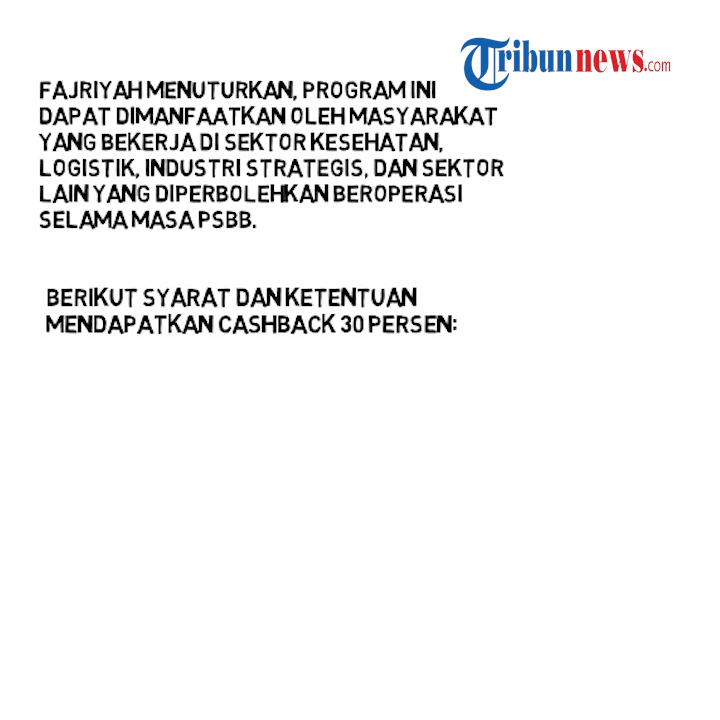 Tribunnews.com
FAJRIYAH MENUTURKAN, PROGRAM INI
DAPAT DIMANFAATKAN OLEH MASYARAKAT
YANG BEKERJA DI SEKTOR KESEHATAN,
LOGISTIK, INDUSTRI STRATEGIS, DAN SEKTOR
LAIN YANG DIPERBOLEHKAN BEROPERASI
SELAMA MASA PSBB.
BERIKUT SYARAT DAN KETENTUAN
MENDAPATKAN CASHBACK 30 PERSEN: